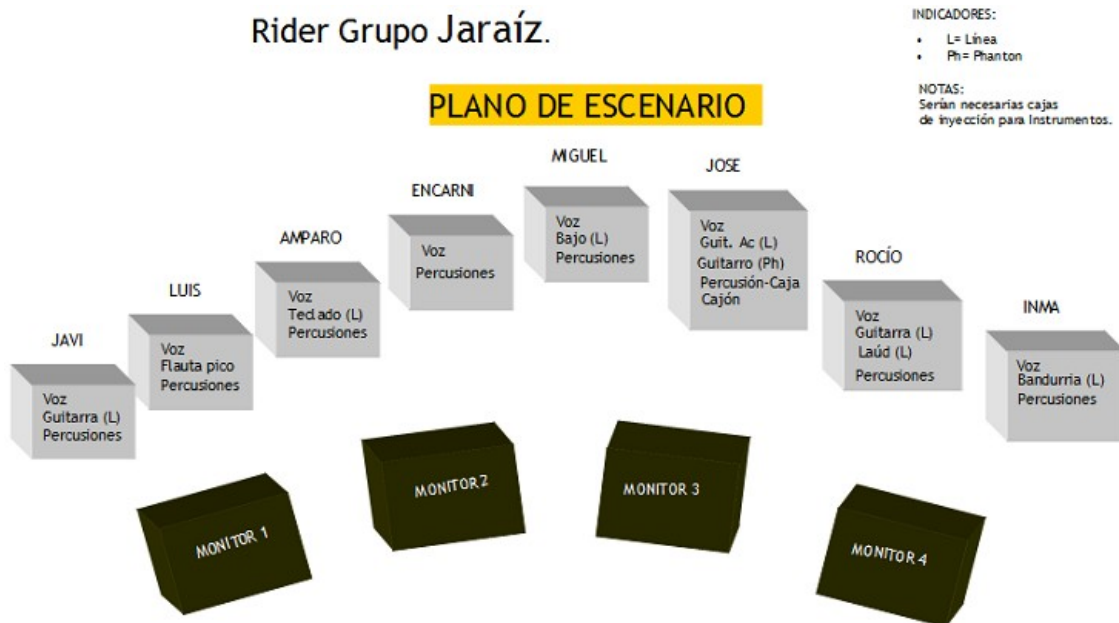 Rider Grupo Jaraíz.
INDICADORES:
• L= Línea
• Ph= Phanton
NOTAS:
Serían necesarias cajas
de inyección para Instrumentos.
PLANO DE ESCENARIO
JAVI
Voz
Guitarra (L)
Percusiones
LUIS
Voz
Flauta pico
Percusiones
AMPARO
Voz
Teclado (L)
Percusiones
ENCARNI
Voz
Percusiones
MIGUEL
Voz
Bajo (L)
Percusiones
JOSE
Voz
Guit. Ac (L)
Guitarro (Ph)
Percusión-Caja
Cajón
ROCÍO
Voz
Guitarra (L)
Laúd (L)
Percusiones
INMA
Voz
Bandurria (L)
Percusiones
MONITOR 1
MONITOR 2
MONITOR 3
MONITOR 4